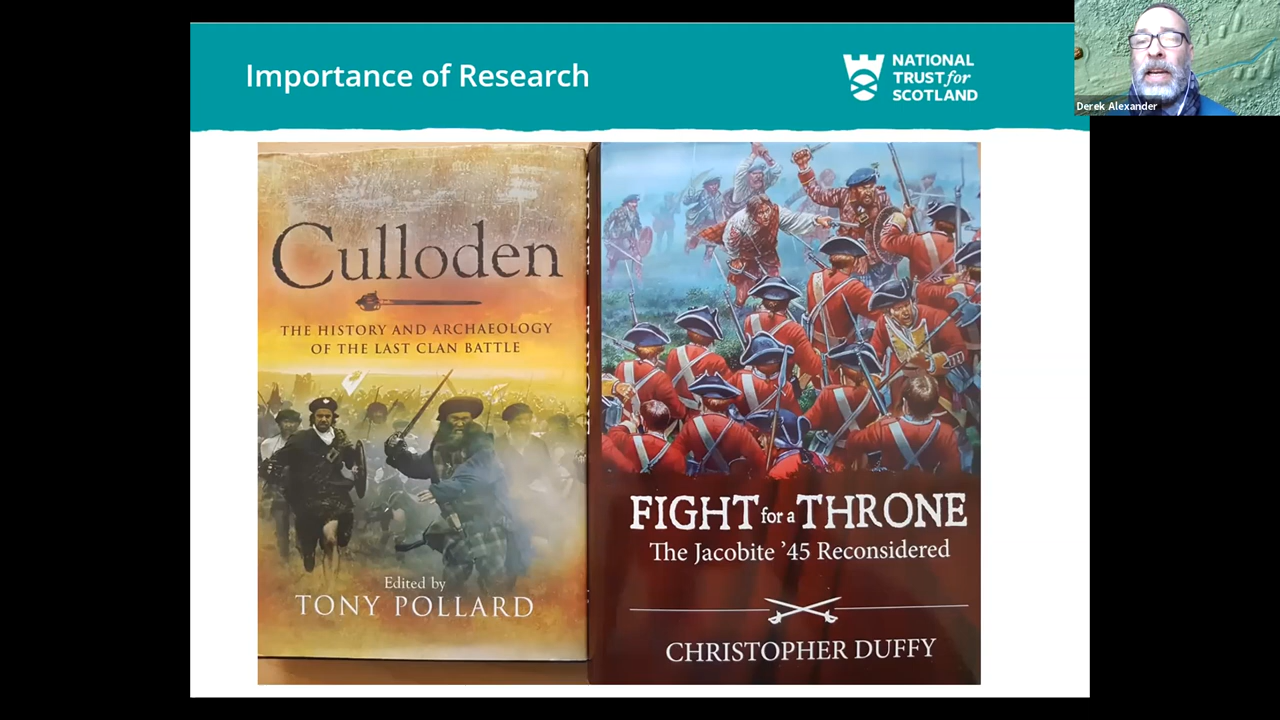 Importance of Research
NATIONAL
TRUST for
SCOTLAND
Derek Alexander
Culloden
THE HISTORY AND ARCHAEOLOGY
OF THE LAST CLAN BATTLE
Edited by
TONY POLLARD
FIGHT for a THRONE
The Jacobite ’45 Reconsidered
CHRISTOPHER DUFFY